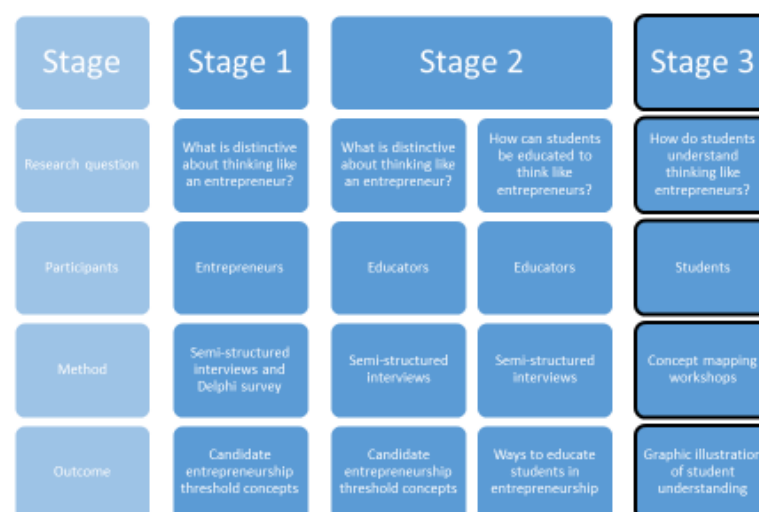 Stage
Stage 1
Stage 2
Stage 3
Research question
What is distinctive
about thinking like
an entrepreneur?
What is distinctive
about thinking like
an entrepreneur?
How can students
be educated to
think like
entrepreneurs?
How do students
understand
thinking like
entrepreneurs?
Participants
Entrepreneurs
Educators
Educators
Students
Method
Semi-structured
interviews and
Delphi survey
Semi-structured
interviews
Semi-structured
interviews
Concept mapping
workshops
Outcome
Candidate
entrepreneurship
threshold concepts
Candidate
entrepreneurship
threshold concepts
Ways to educate
students in
entrepreneurship
Graphic illustration
of student
understanding